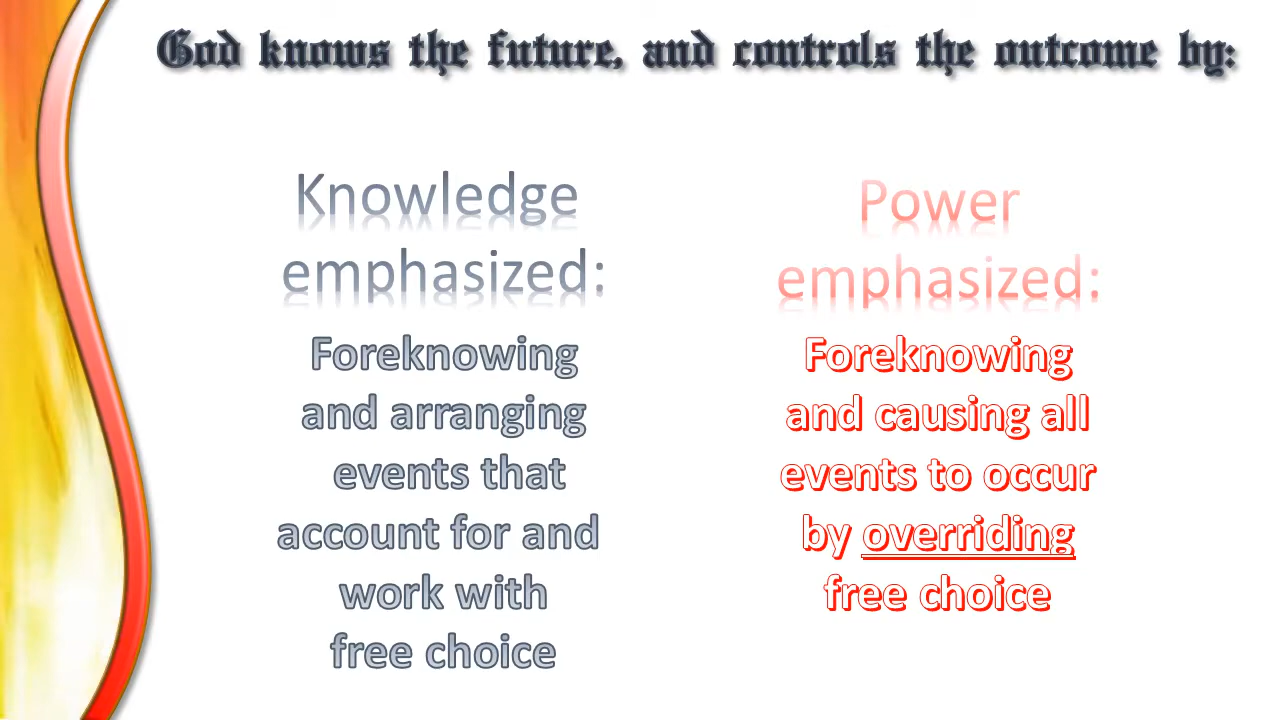 God knows the future, and controls the outcome by:
Knowledge
emphasized:
Foreknowing
and arranging
events that
account for and
work with
free choice
Power
emphasized:
Foreknowing
and causing all
events to occur
by overriding
free choice